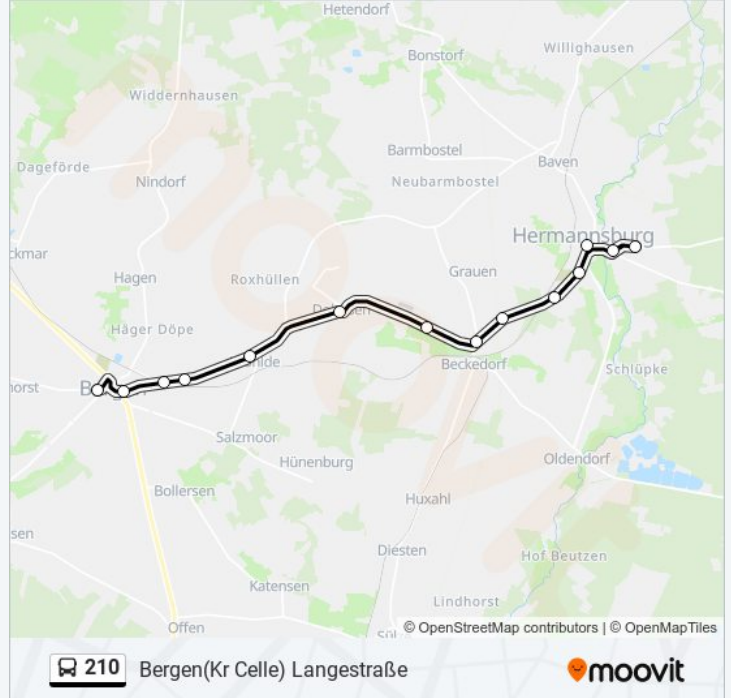 Hetendorf
Bonstorf
Willighausen
Widdernhausen
Barmbostel
Baven
Dageförde
Nindorf
Neubarmbostel
Hermannsburg
ckmar
Hagen
Roxhüllen
Grauen
Häger Döpe
Beckedorf
Schlüpke
horst
Salzmoor
Hünenburg
Oldendorf
Bollersen
Huxahl
sen
Diesten
Hof Beutzen
Katensen
Lindhorst
Offen
Sül
© OpenStreetMap contributors | © OpenMapTiles
210 Bergen(Kr Celle) Langestraße
moovit